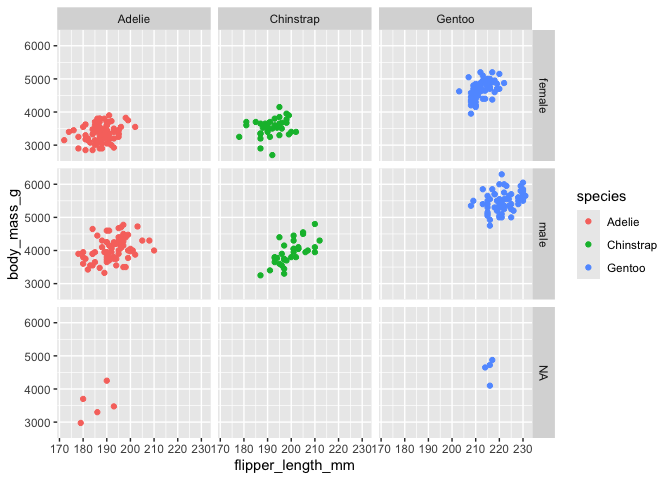 Adelie Chinstrap Gentoo
6000
5000
4000
3000
female
6000
5000
4000
3000
male
6000
5000
4000
3000
NA
body_mass_g
170 180 190 200 210 220 230 170 180 190 200 210 220 230 170 180 190 200 210 220 230
flipper_length_mm
species
Adelie
Chinstrap
Gentoo